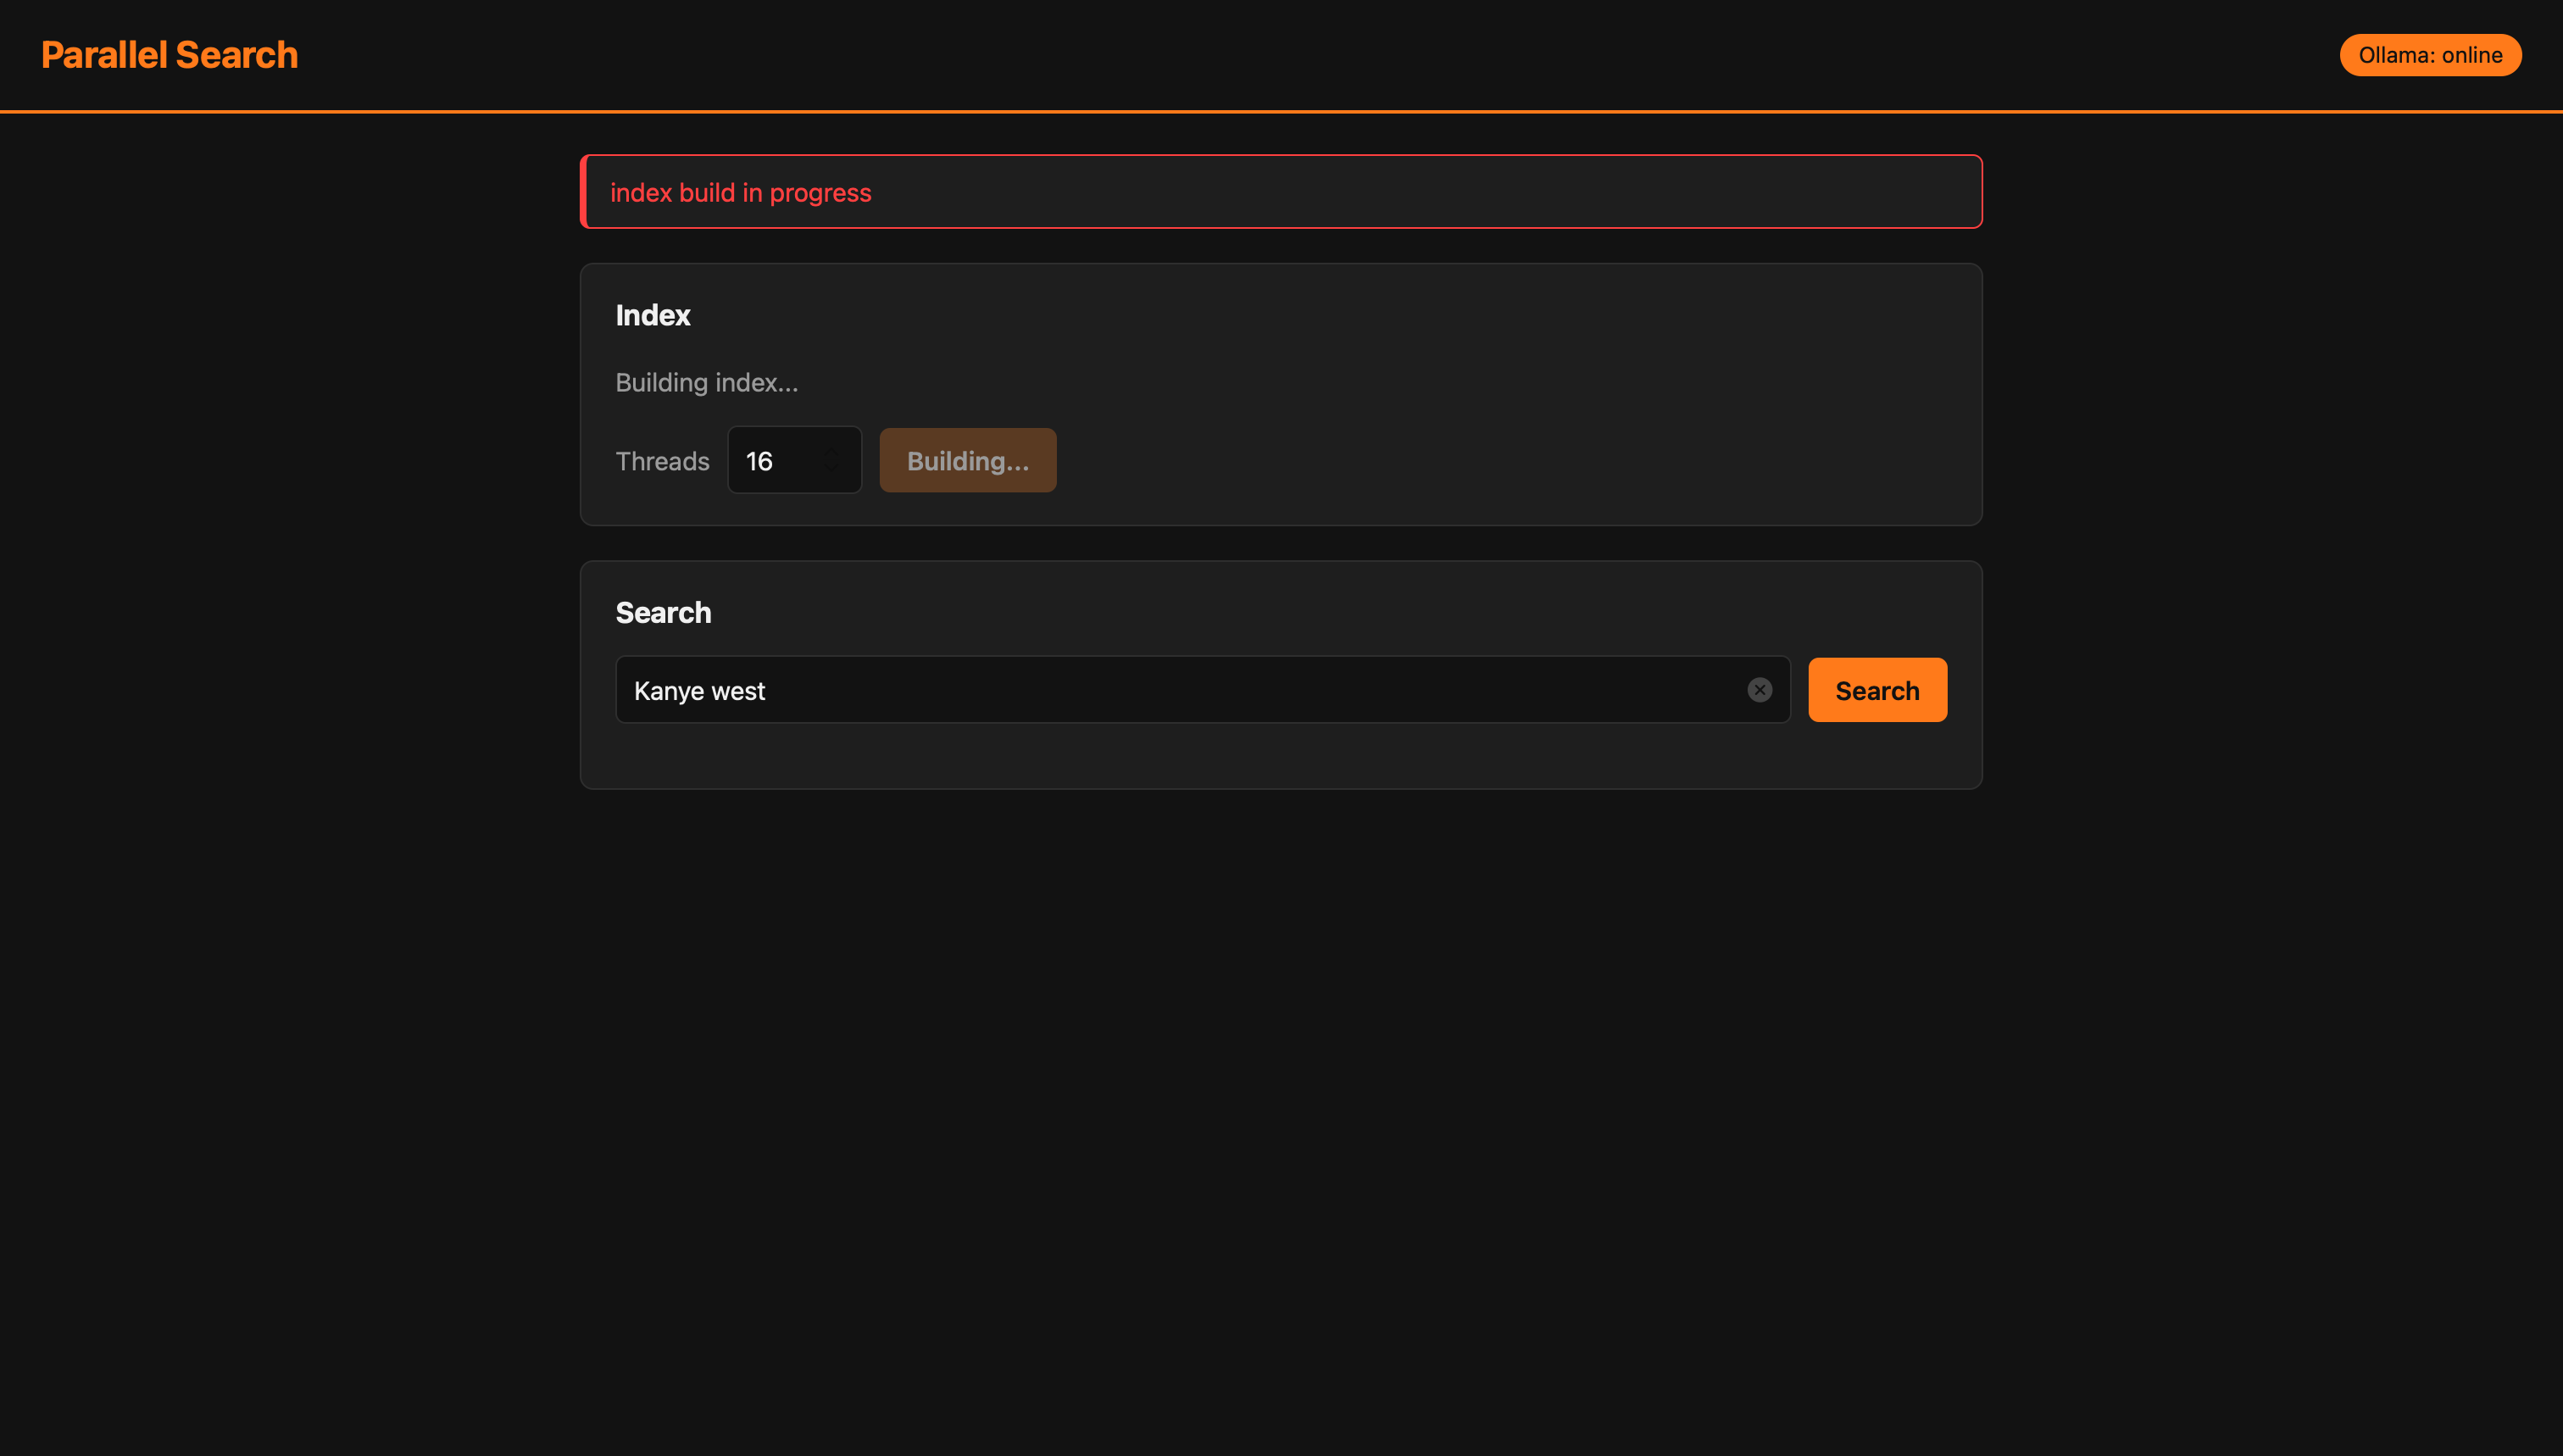 Parallel Search
Ollama: online
index build in progress
Index
Building index...
Threads 16 Building...
Search
Kanye west Search